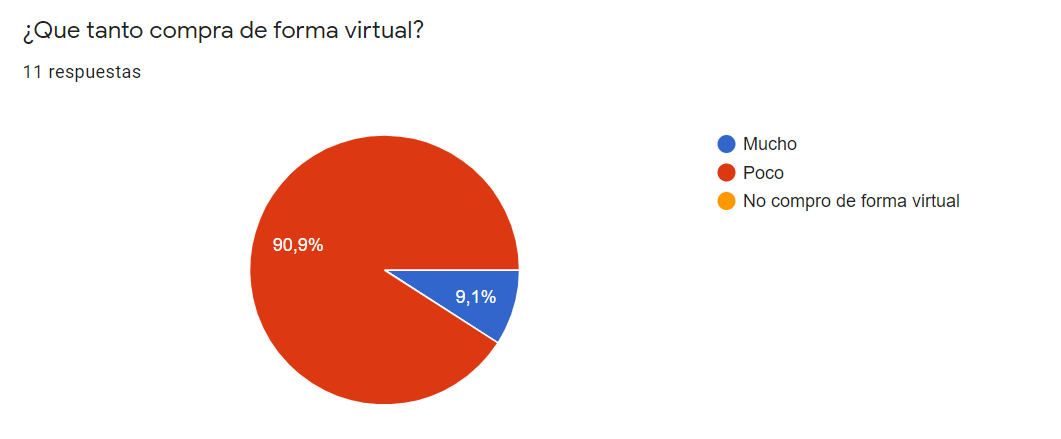 ¿Que tanto compra de forma virtual?
11 respuestas
Mucho
Poco
No compro de forma virtual
90,9%
9,1%